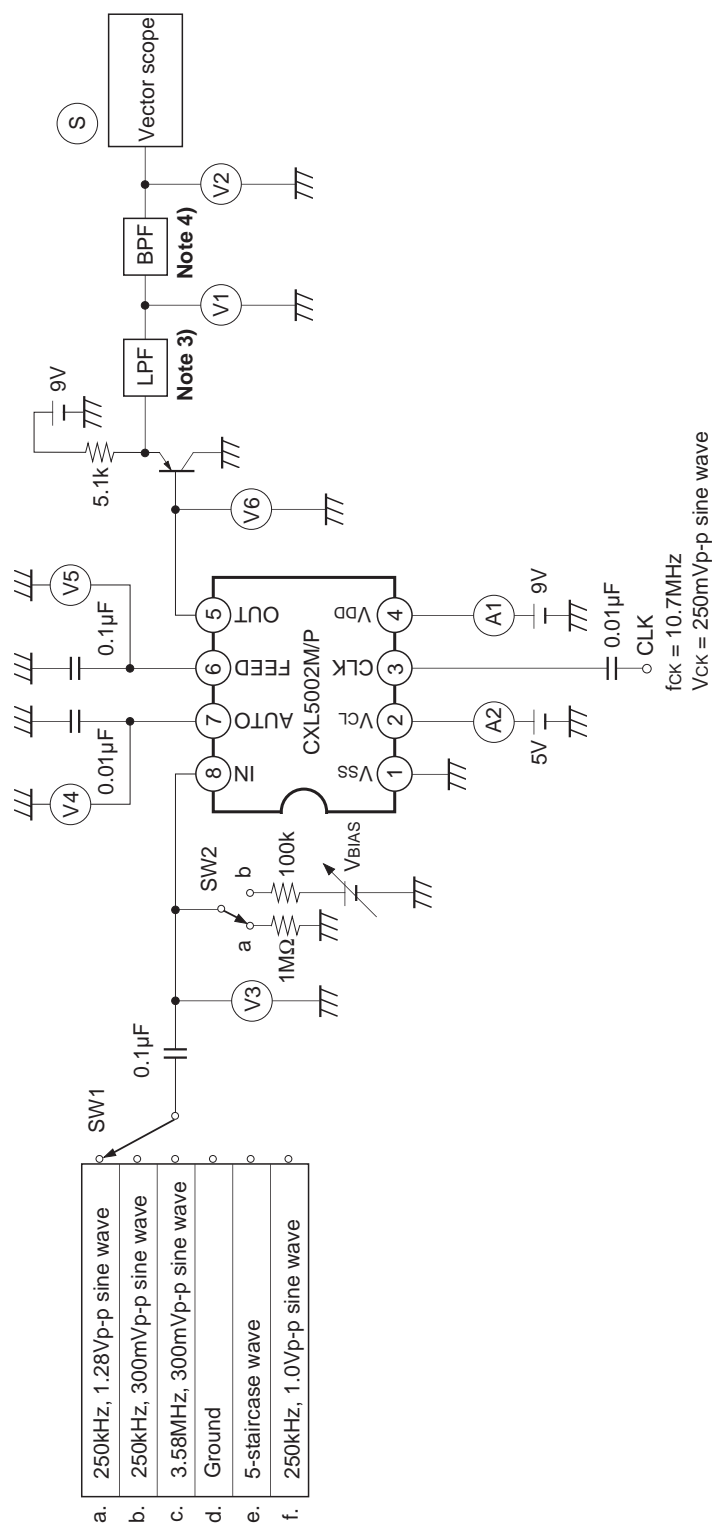 a. 250kHz, 1.28Vp-p sine wave
b. 250kHz, 300mVp-p sine wave
c. 3.58MHz, 300mVp-p sine wave
d. Ground
e. 5-staircase wave
f. 250kHz, 1.0Vp-p sine wave
SW1
0.1µF
V3
SW2
a
b
1MΩ
100k
VBIAS
V4
0.01µF
0.1µF
V5
8
7
6
5
IN
AUTO
FEED
OUT
CXL5002M/P
VSS
VCL
CLK
VDD
1
2
3
4
A2
5V
A1
9V
0.01µF
CLK
fCK = 10.7MHz
VCK = 250mVp-p sine wave
V6
5.1k
9V
LPF
Note 3)
V1
BPF
Note 4)
V2
S
Vector scope